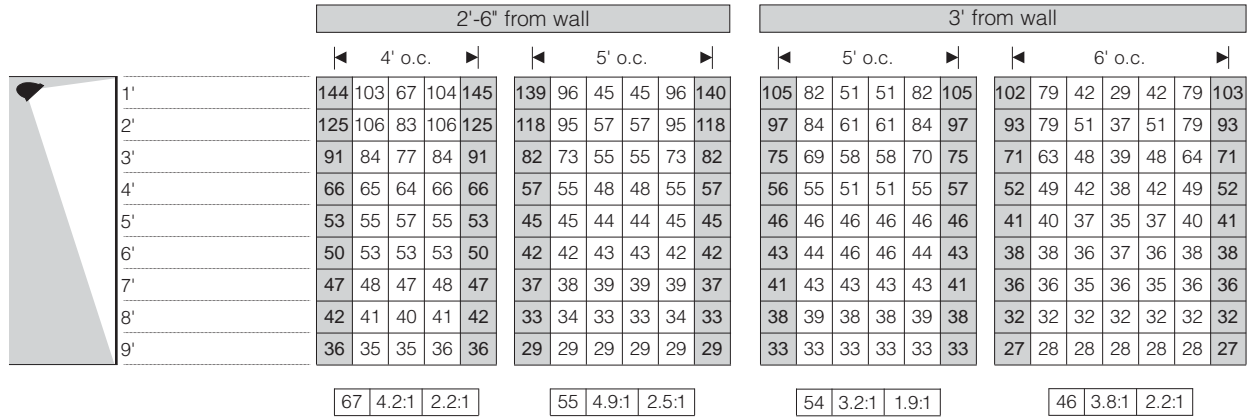 2'-6" from wall 3' from wall
4' o.c. 5' o.c. 5' o.c. 6' o.c.
1' 144 103 67 104 145 139 96 45 45 96 140 105 82 51 51 82 105 102 79 42 29 42 79 103
2' 125 106 83 106 125 118 95 57 57 95 118 97 84 61 61 84 97 93 79 51 37 51 79 93
3' 91 84 77 84 91 82 73 55 55 73 82 75 69 58 58 70 75 71 63 48 39 48 64 71
4' 66 65 64 66 66 57 55 48 48 55 57 56 55 51 51 55 57 52 49 42 38 42 49 52
5' 53 55 57 55 53 45 45 44 44 45 45 46 46 46 46 46 46 41 40 37 35 37 40 41
6' 50 53 53 53 50 42 42 43 43 42 42 43 44 46 46 44 43 38 38 36 37 36 38 38
7' 47 48 47 48 47 37 38 39 39 39 37 41 43 43 43 43 41 36 36 35 36 35 36 36
8' 42 41 40 41 42 33 34 33 33 34 33 38 39 38 38 39 38 32 32 32 32 32 32 32
9' 36 35 35 36 36 29 29 29 29 29 29 33 33 33 33 33 33 27 28 28 28 28 28 27
67 4.2:1 2.2:1 55 4.9:1 2.5:1 54 3.2:1 1.9:1 46 3.8:1 2.2:1